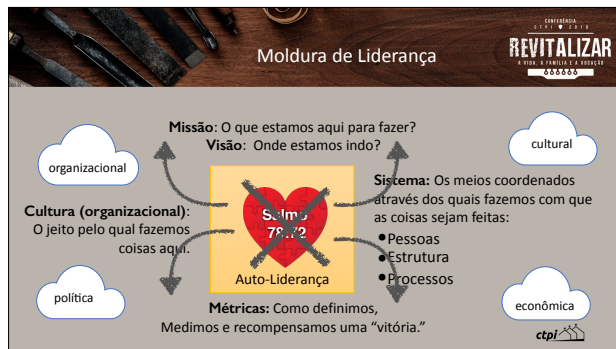 Moldura de Liderança
CONFERÊNCIA
CTPI 2018
REVITALIZAR
A VIDA, A FAMÍLIA E A VOCAÇÃO
organizacional
Missão: O que estamos aqui para fazer?
Visão: Onde estamos indo?
cultural
Cultura (organizacional):
O jeito pelo qual fazemos
coisas aqui.
Salmo
78.72
Auto-Liderança
Sistema: Os meios coordenados
através dos quais fazemos com que
as coisas sejam feitas:
•Pessoas
•Estrutura
•Processos
política
Métricas: Como definimos,
Medimos e recompensamos uma “vitória.”
econômica
ctpi